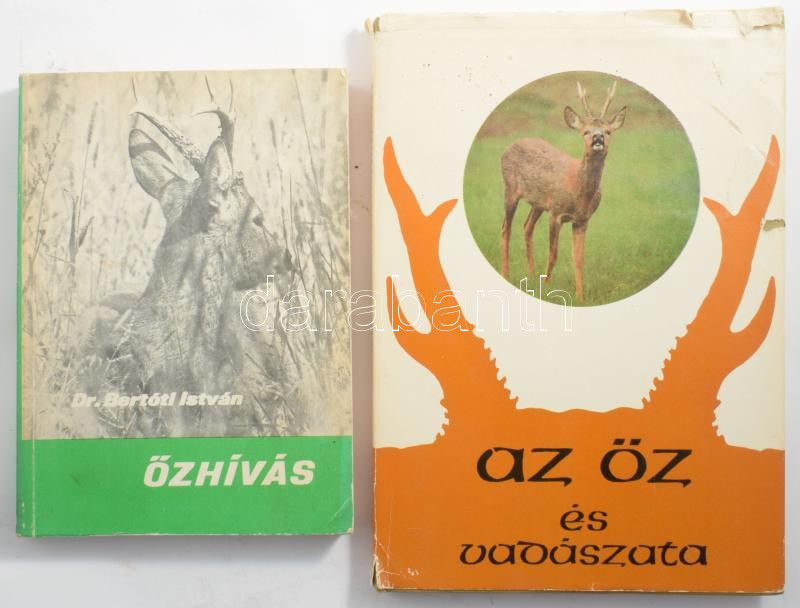 Dr. Bertóti István
ŐZHÍVÁS
az őz
és
vadászata
darabanth